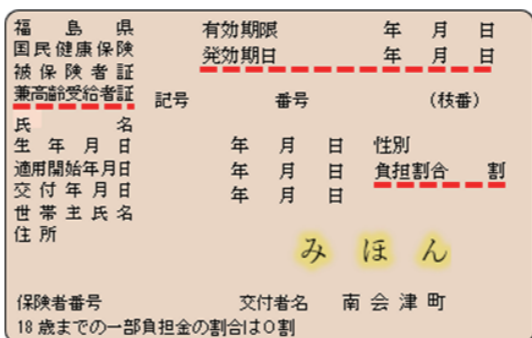 福島県 有効期限 年 月 日
国民健康保険
被保険者証 発効期日 年 月 日
兼高齢受給者証 記号 番号 (枝番)
氏名
生年月日 年 月 日 性別
適用開始年月日 年 月 日 負担割合 割
交付年月日 年 月 日
世帯主氏名
住所
みほん
保険者番号 交付者名 南会津町
18歳までの一部負担金の割合は0割